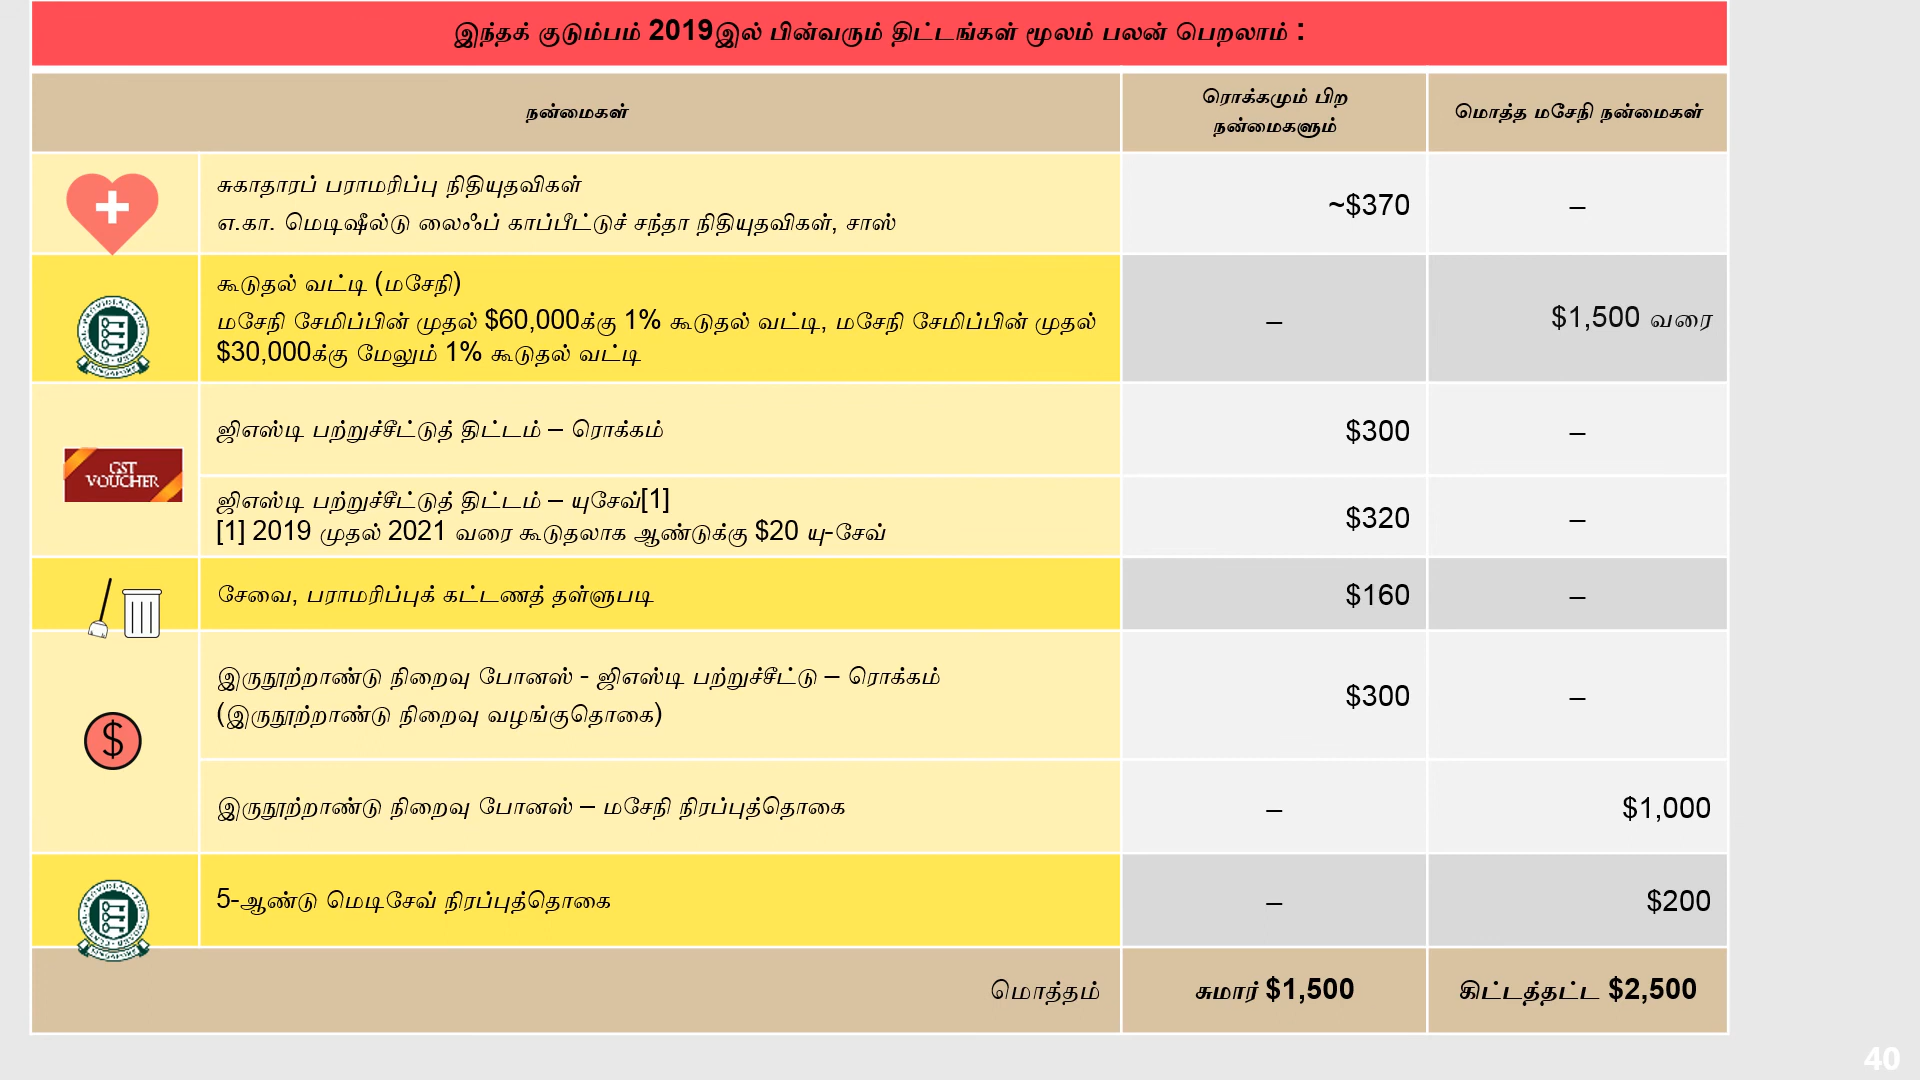 இந்தக் குடும்பம் 2019இல் பின்வரும் திட்டங்கள் மூலம் பலன் பெறலாம் :
நன்மைகள்
ரொக்கமும் பிற
நன்மைகளும்
மொத்த மசேநி நன்மைகள்
சுகாதாரப் பராமரிப்பு நிதியுதவிகள்
எ.கா. மெடிஷீல்டு லைஃப் காப்பீட்டுச் சந்தா நிதியுதவிகள், சாஸ்
~$370
–
கூடுதல் வட்டி (மசேநி)
மசேநி சேமிப்பின் முதல் $60,000க்கு 1% கூடுதல் வட்டி, மசேநி சேமிப்பின் முதல்
$30,000க்கு மேலும் 1% கூடுதல் வட்டி
–
$1,500 வரை
GST
VOUCHER
ஜிஎஸ்டி பற்றுச்சீட்டுத் திட்டம் – ரொக்கம்
$300
–
ஜிஎஸ்டி பற்றுச்சீட்டுத் திட்டம் – யுசேவ்[1]
[1] 2019 முதல் 2021 வரை கூடுதலாக ஆண்டுக்கு $20 யு-சேவ்
$320
–
சேவை, பராமரிப்புக் கட்டணத் தள்ளுபடி
$160
–
$
இருநூற்றாண்டு நிறைவு போனஸ் - ஜிஎஸ்டி பற்றுச்சீட்டு – ரொக்கம்
(இருநூற்றாண்டு நிறைவு வழங்குதொகை)
$300
–
இருநூற்றாண்டு நிறைவு போனஸ் – மசேநி நிரப்புத்தொகை
–
$1,000
5-ஆண்டு மெடிசேவ் நிரப்புத்தொகை
–
$200
மொத்தம்
சுமார் $1,500
கிட்டத்தட்ட $2,500
40